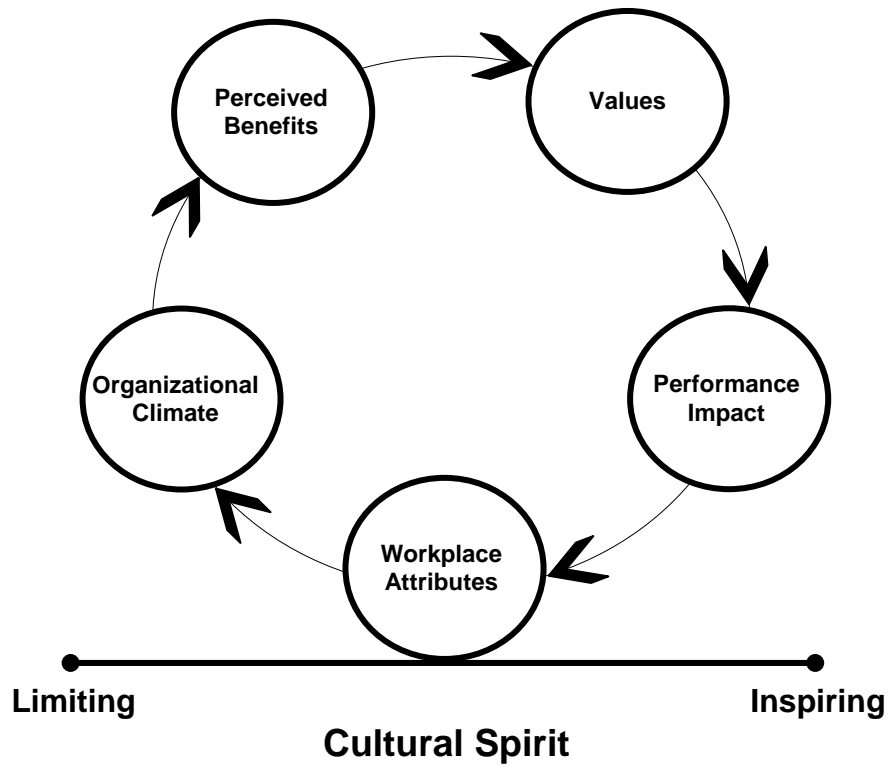 Perceived
Benefits
Values
Organizational
Climate
Performance
Impact
Workplace
Attributes
Limiting
Inspiring
Cultural Spirit